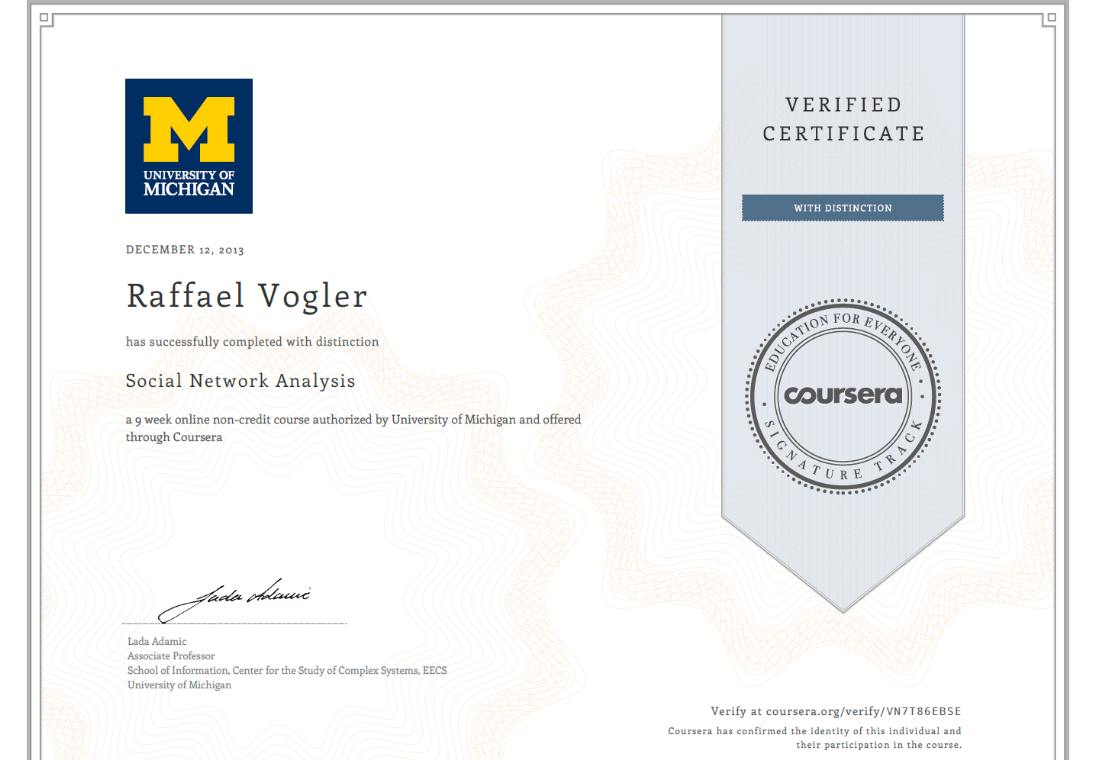 UNIVERSITY OF
MICHIGAN
DECEMBER 12, 2013
Raffael Vogler
has successfully completed with distinction
Social Network Analysis
a 9 week online non-credit course authorized by University of Michigan and offered
through Coursera
Lada Adamic
Lada Adamic
Associate Professor
School of Information, Center for the Study of Complex Systems, EECS
University of Michigan
VERIFIED
CERTIFICATE
WITH DISTINCTION
EDUCATION FOR EVERYONE
coursera
SIGNATURE TRACK
Verify at coursera.org/verify/VN7T86EBSE
Coursera has confirmed the identity of this individual and
their participation in the course.